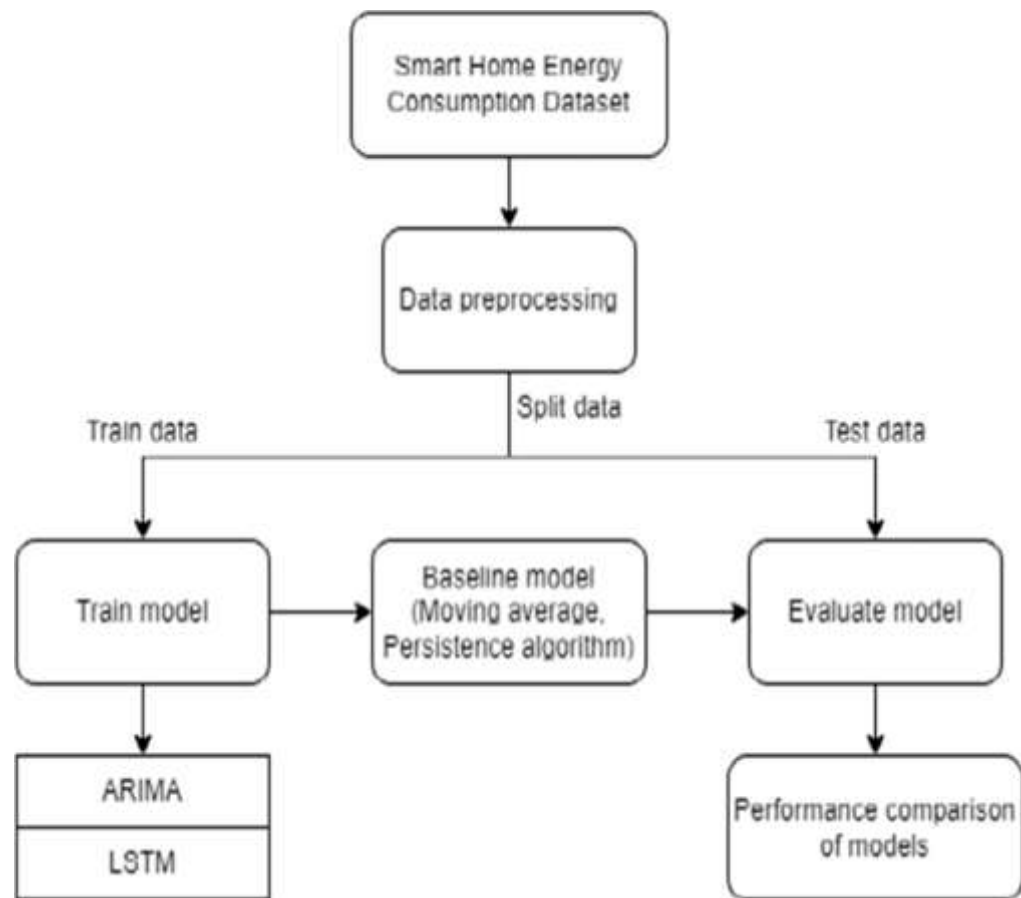 Smart Home Energy
Consumption Dataset
Data preprocessing
Split data
Train data
Test data
Train model
Baseline model
(Moving average,
Persistence algorithm)
Evaluate model
ARIMA
LSTM
Performance comparison
of models